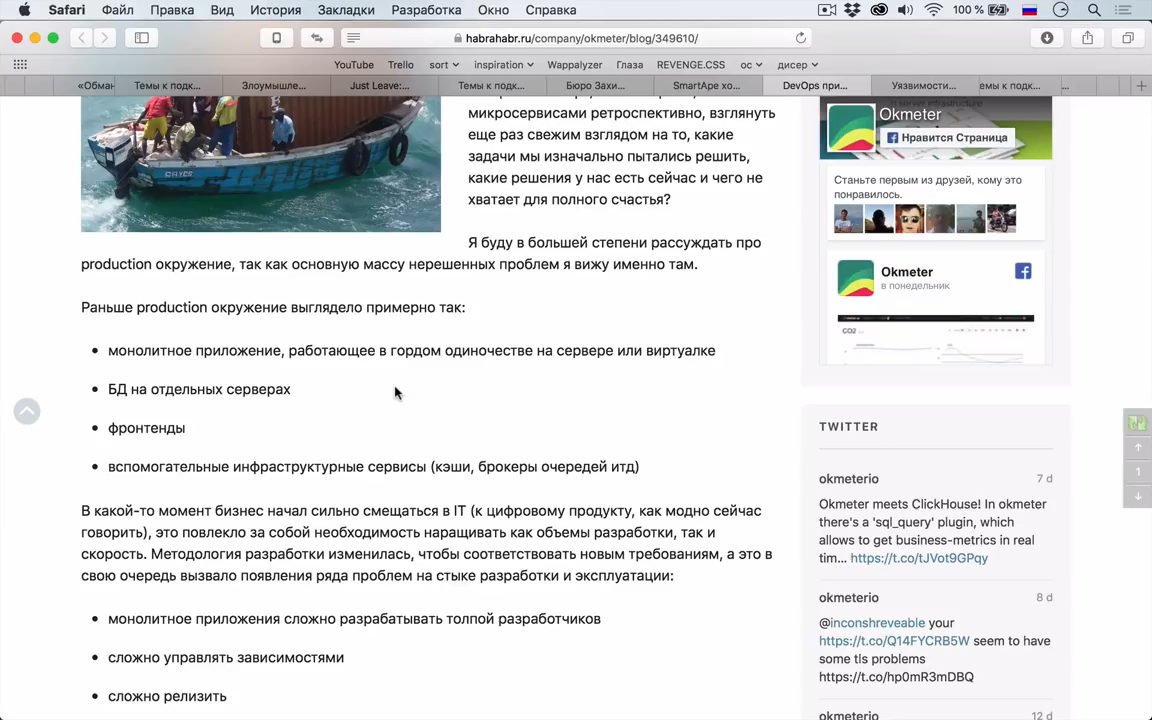 Safari Файл Правка Вид История Закладки Разработка Окно Справка 100 %
habrahabr.ru/company/okmeter/blog/349610/
YouTube Trello sort inspiration Wappalyzer Глаза REVENGE.CSS ос дисер
«Обман Темы к подк... Злоумышле... Just Leave:... Темы к подк... Бюро Захи... SmartApe хо... DevOps при... Уязвимости... емы к подк...
микросервисами ретроспективно, взглянуть
еще раз свежим взглядом на то, какие
задачи мы изначально пытались решить,
какие решения у нас есть сейчас и чего не
хватает для полного счастья?
Я буду в большей степени рассуждать про
production окружение, так как основную массу нерешенных проблем я вижу именно там.
Раньше production окружение выглядело примерно так:
• монолитное приложение, работающее в гордом одиночестве на сервере или виртуалке
• БД на отдельных серверах
• фронтенды
• вспомогательные инфраструктурные сервисы (кэши, брокеры очередей итд)
В какой-то момент бизнес начал сильно смещаться в IT (к цифровому продукту, как модно сейчас
говорить), это повлекло за собой необходимость наращивать как объемы разработки, так и
скорость. Методология разработки изменилась, чтобы соответствовать новым требованиям, а это в
свою очередь вызвало появления ряда проблем на стыке разработки и эксплуатации:
• монолитное приложения сложно разрабатывать толпой разработчиков
• сложно управлять зависимостями
• сложно релизить
Okmeter
Нравится Страница
Станьте первым из друзей, кому это
понравилось.
Okmeter
в понедельник
CO2
TWITTER
okmeterio 7 d
Okmeter meets ClickHouse! In okmeter
there's a 'sql_query' plugin, which
allows to get business-metrics in real
tim... https://t.co/tJVot9GPqy
okmeterio 8 d
@inconshreveable your
https://t.co/Q14FYCRB5W seem to have
some tls problems
https://t.co/hp0mR3mDBQ
okmeterio 12 d
1